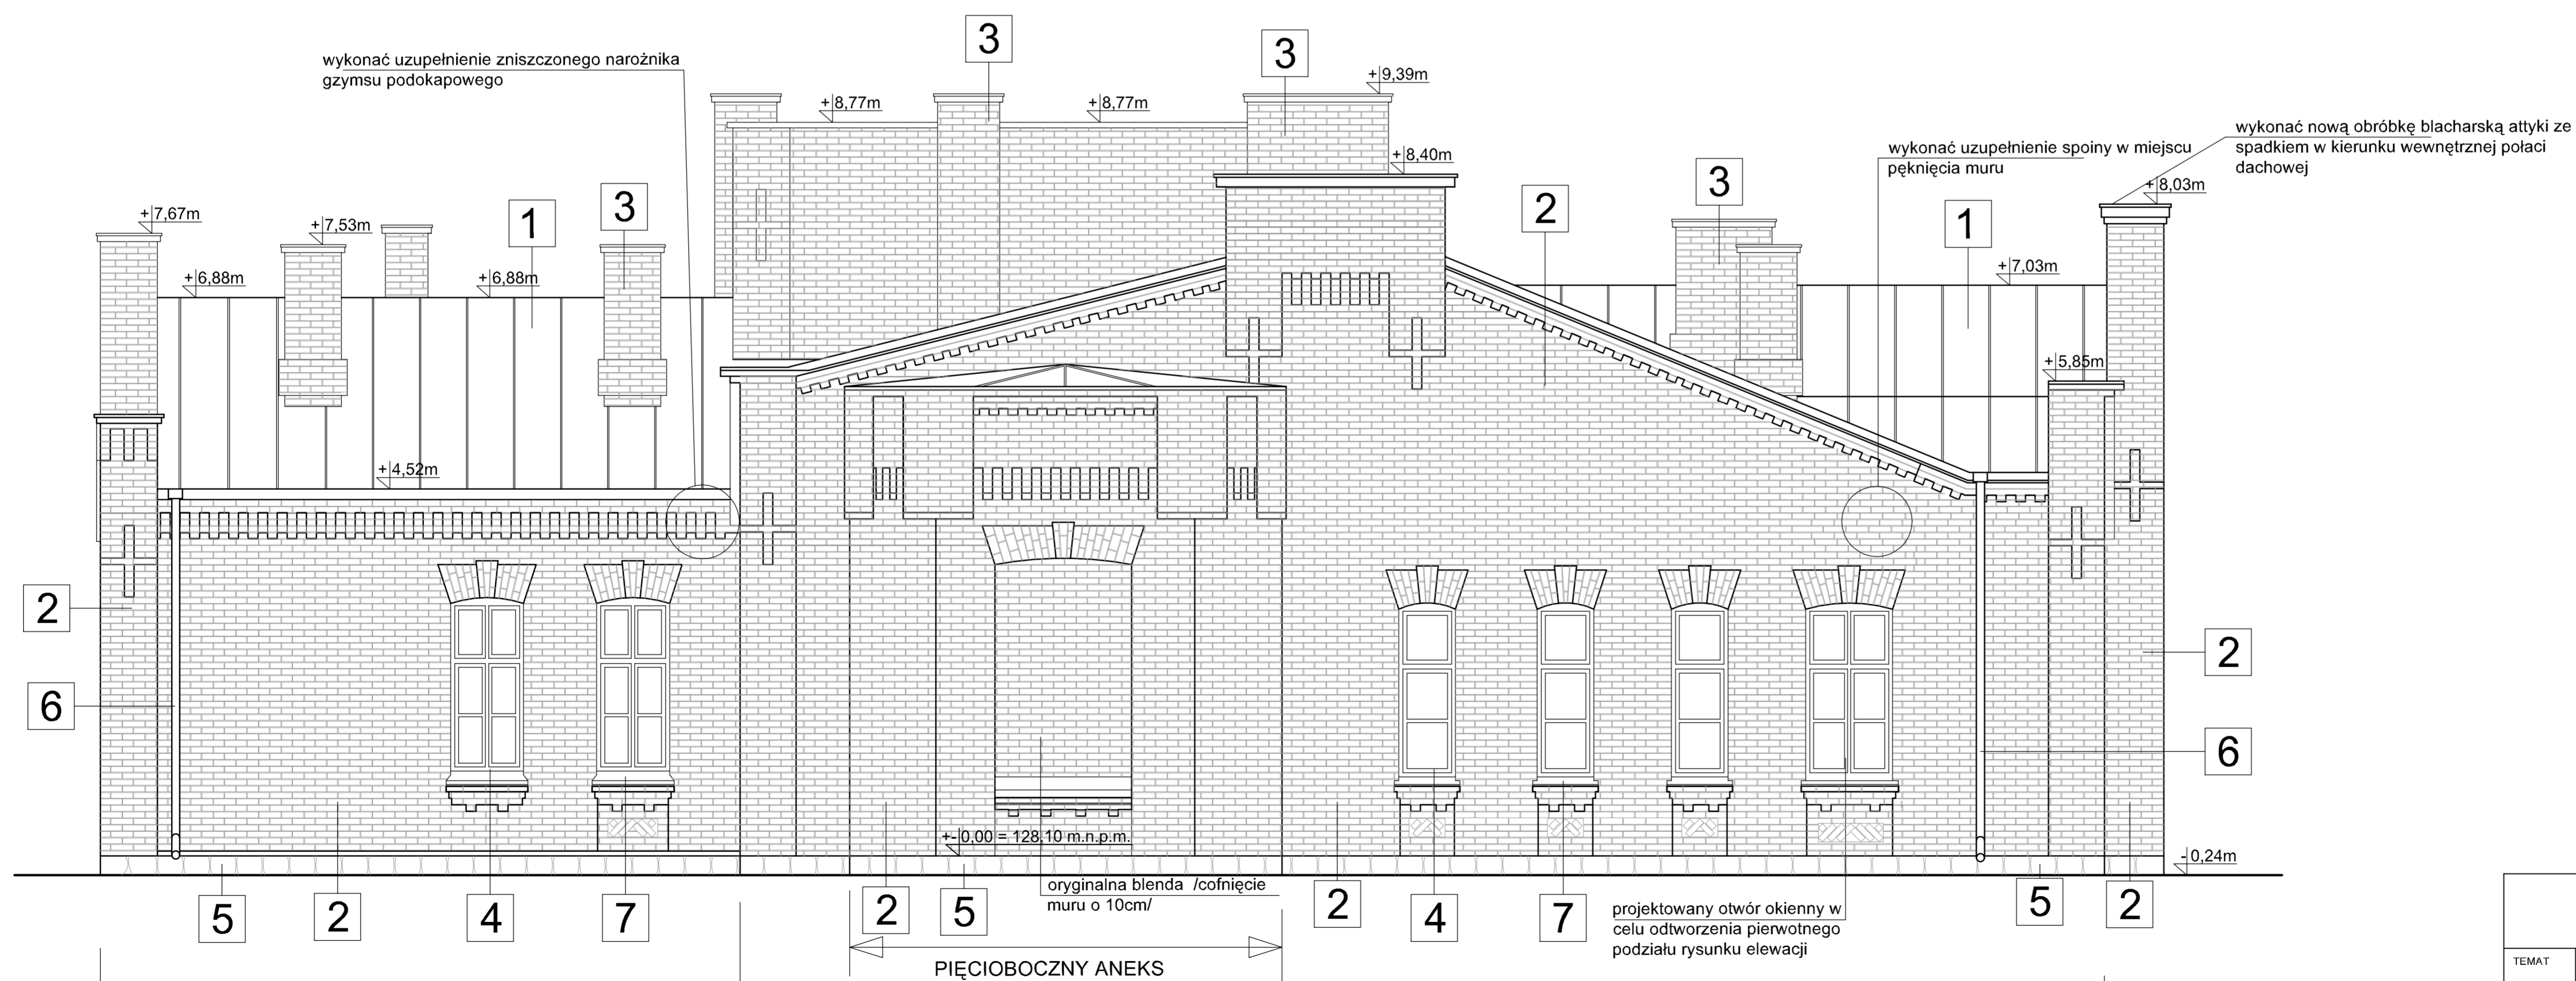 3
3
wykonać uzupełnienie zniszczonego narożnika
gzymsu podokapowego
+9,39m
+8,77m
+8,77m
wykonać nową obróbkę blacharską attyki ze
spadkiem w kierunku wewnętrznej połaci
dachowej
wykonać uzupełnienie spoiny w miejscu
pęknięcia muru
+8,40m
3
+8,03m
+7,67m
+7,53m
1
3
2
1
+6,88m
+6,88m
+7,03m
+5,85m
+4,52m
2
2
6
6
+-0,00 = 128,10 m.n.p.m.
-0,24m
5
2
4
7
2
5
oryginalna blenda /cofnięcie
muru o 10cm/
2
4
7
projektowany otwór okienny w
celu odtworzenia pierwotnego
podziału rysunku elewacji
5
2
PIĘCIOBOCZNY ANEKS
TEMAT